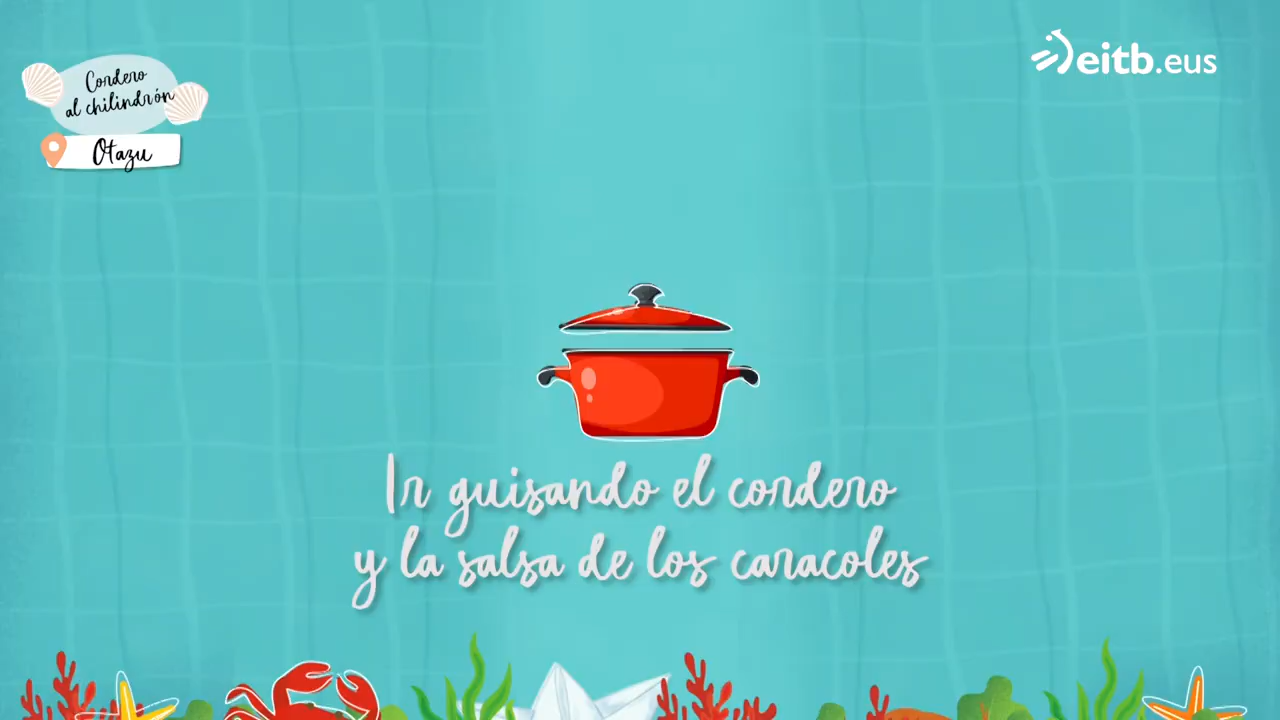 Cordero
al chilindrón
Otazu
eitb.eus
Ir guisando el cordero
y la salsa de los caracoles